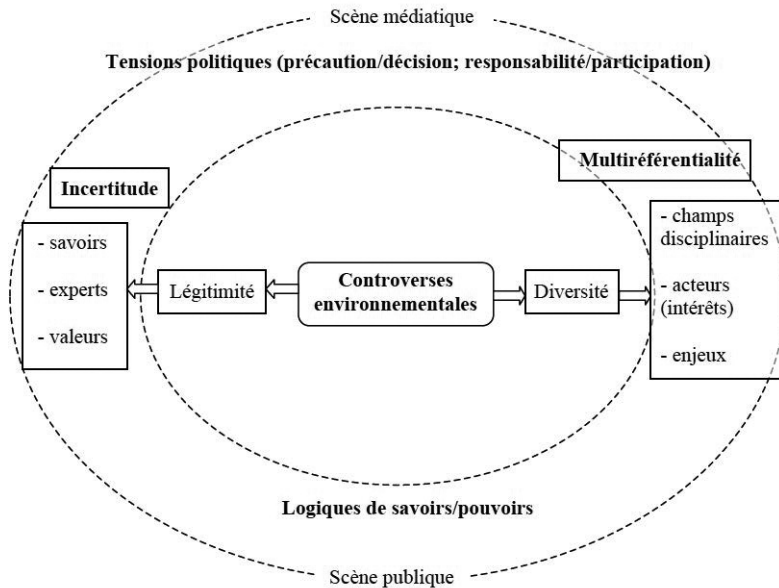 Scène médiatique
Tensions politiques (précaution/décision; responsabilité/participation)
Incertitude
- savoirs
- experts
- valeurs
Légitimité
Controverses
environnementales
Diversité
Multiréférentialité
- champs
disciplinaires
- acteurs
(intérêts)
- enjeux
Logiques de savoirs/pouvoirs
Scène publique